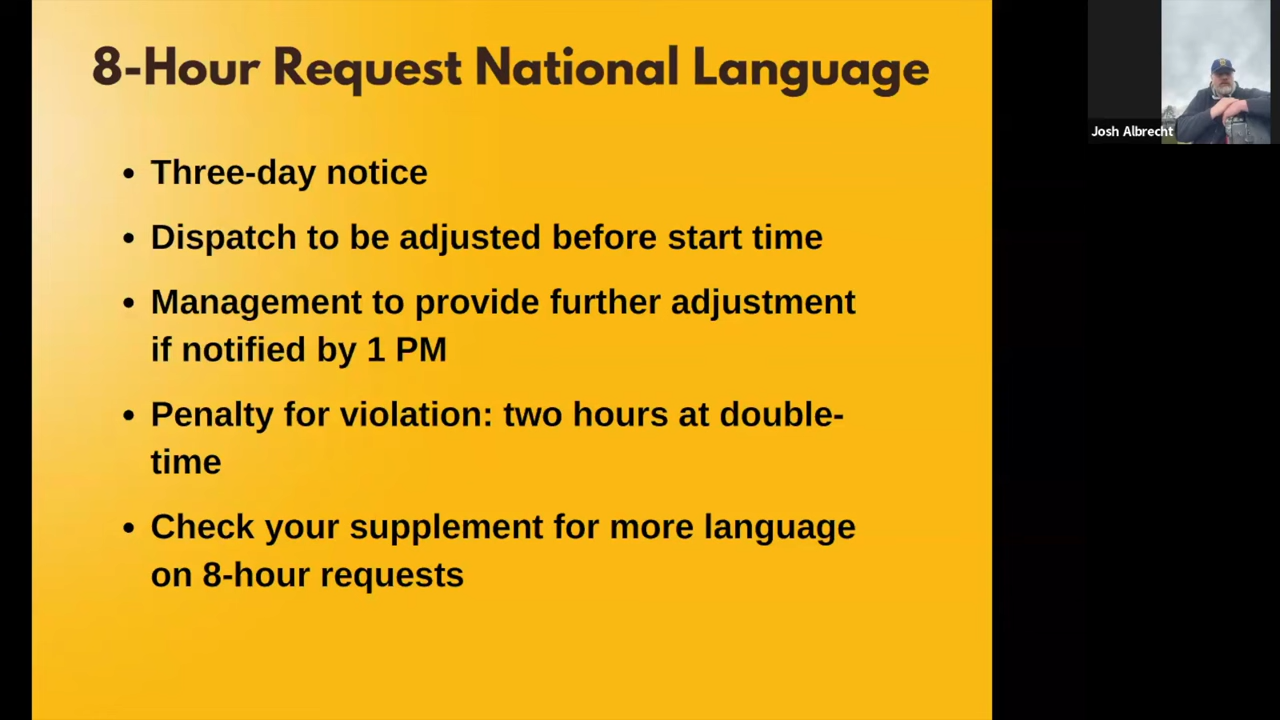 8-Hour Request National Language
• Three-day notice
• Dispatch to be adjusted before start time
• Management to provide further adjustment
if notified by 1 PM
• Penalty for violation: two hours at double-
time
• Check your supplement for more language
on 8-hour requests
Josh Albrecht